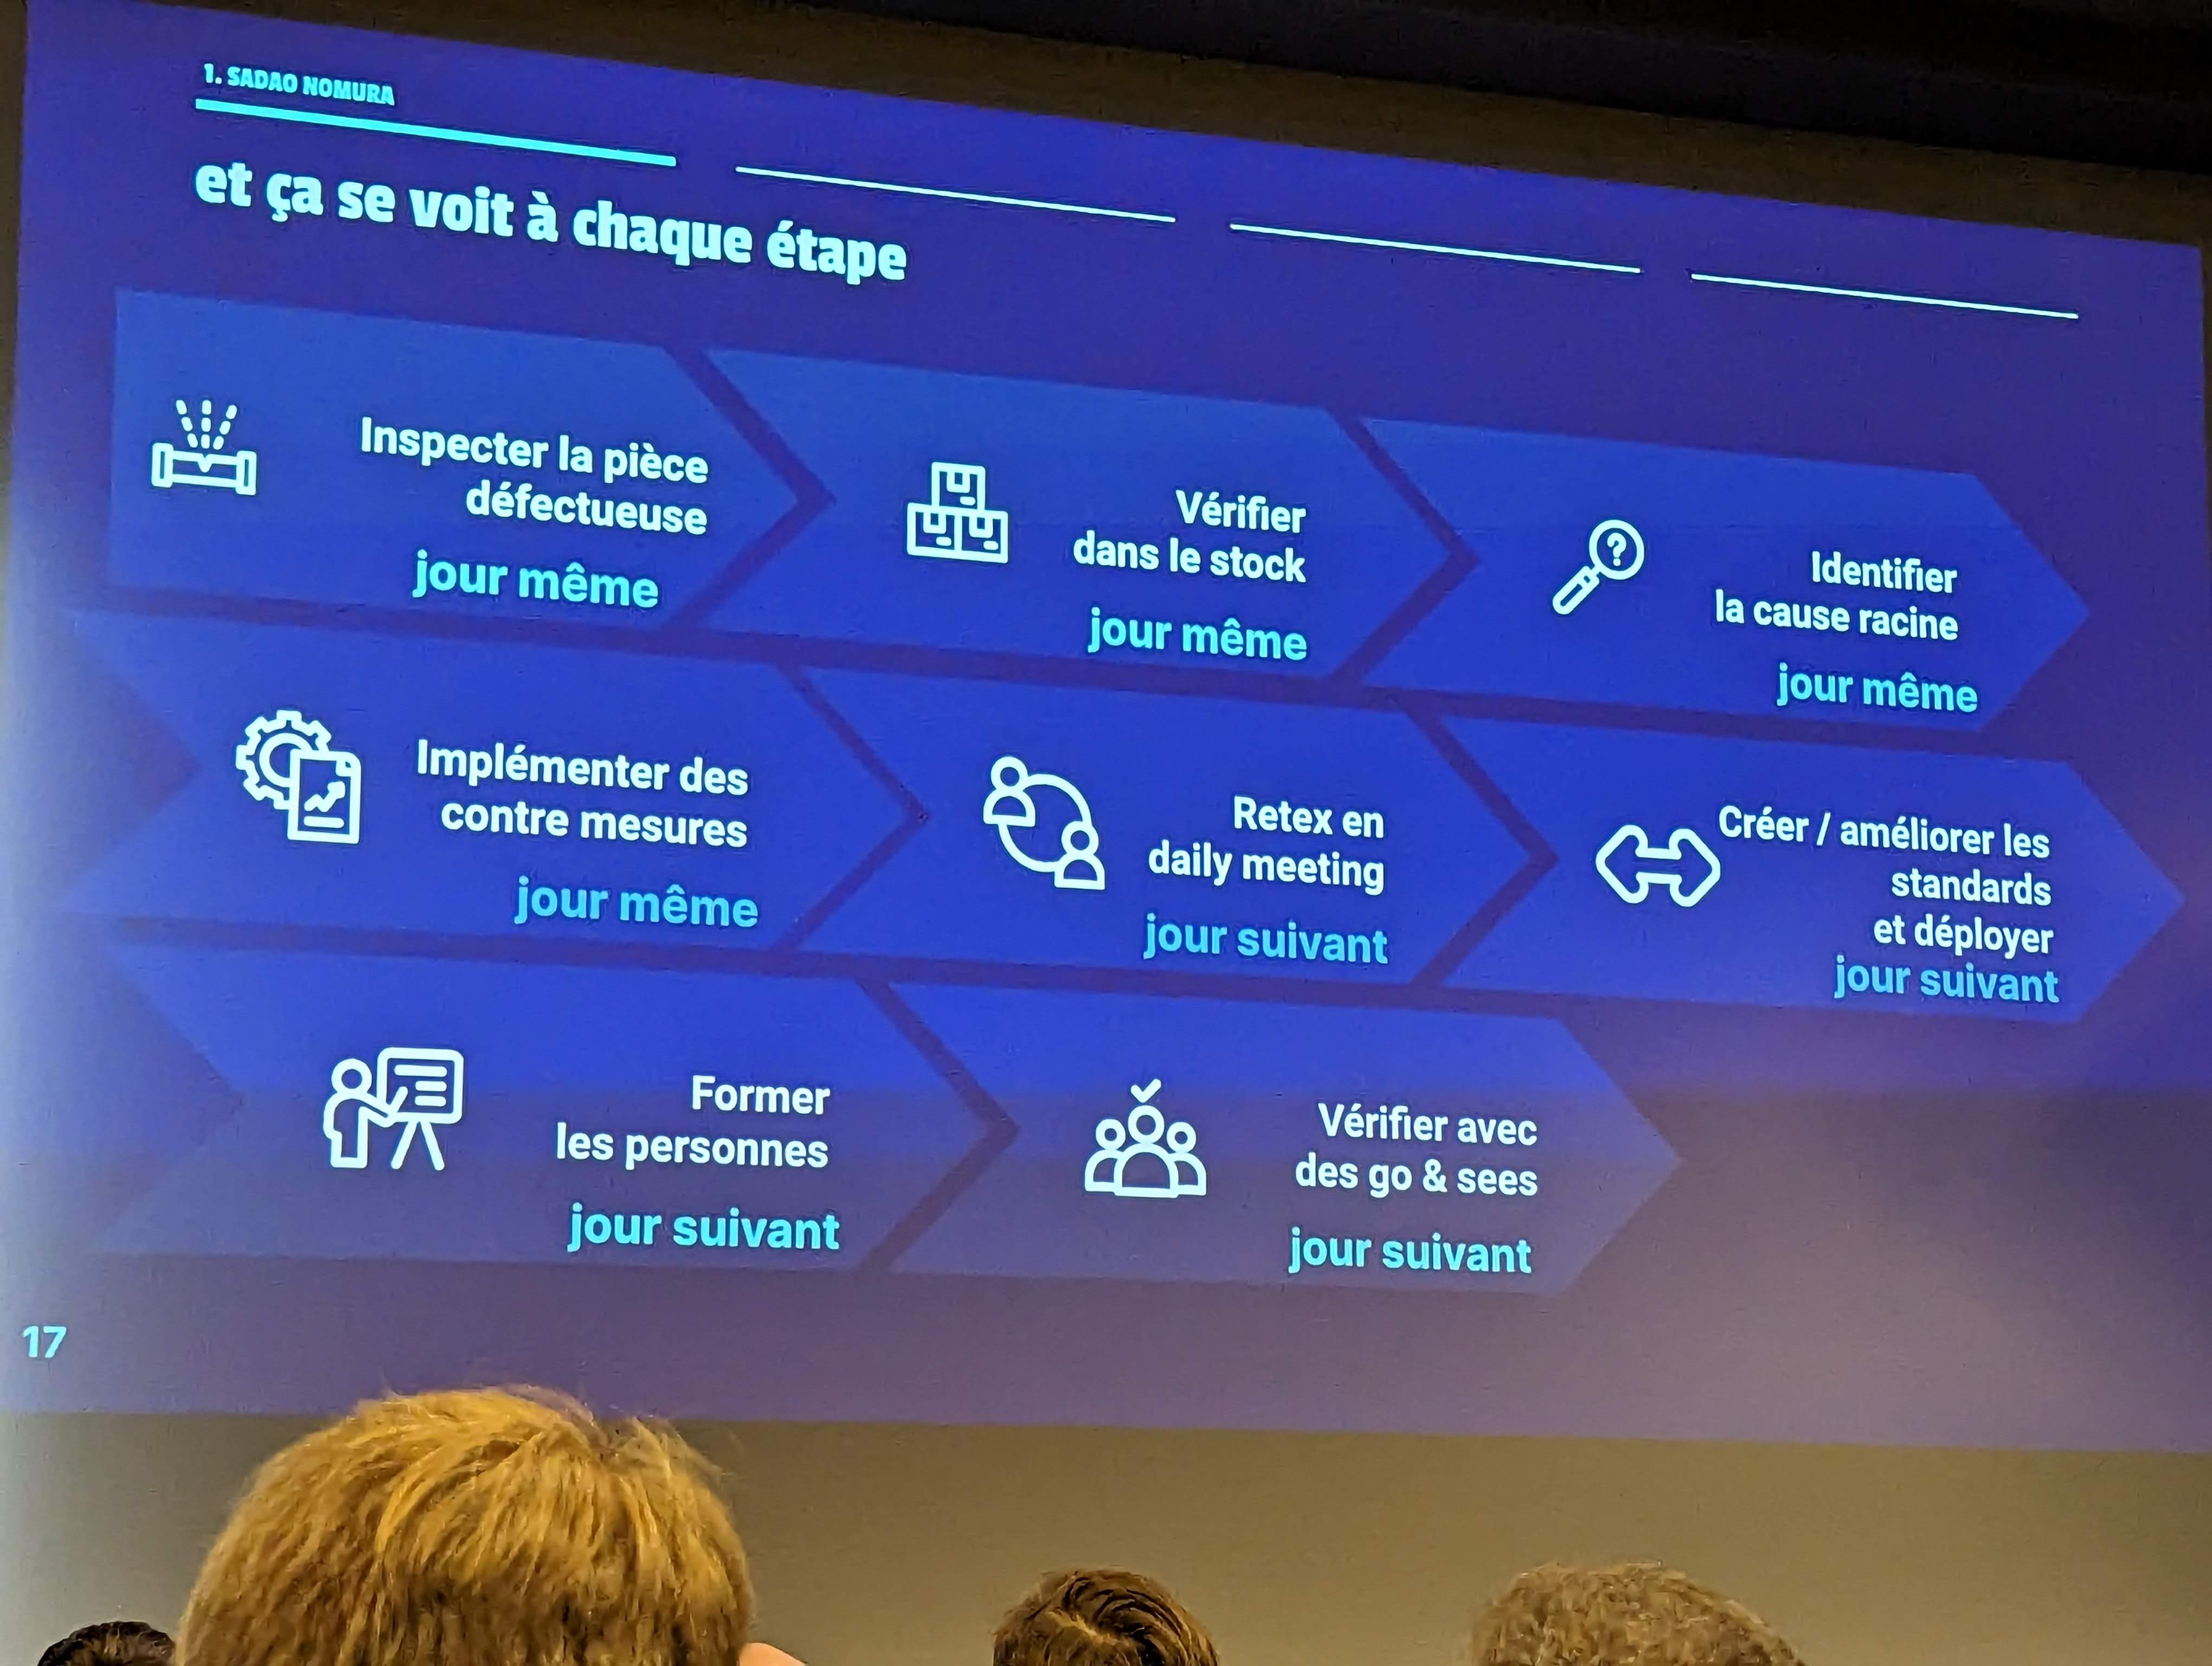 1. SADAO NOMURA
et ça se voit à chaque étape
Inspecter la pièce
défectueuse
jour même
Vérifier
dans le stock
jour même
Identifier
la cause racine
jour même
Implémenter des
contre mesures
jour même
Retex en
daily meeting
jour suivant
Créer / améliorer les
standards
et déployer
jour suivant
Former
les personnes
jour suivant
Vérifier avec
des go & sees
jour suivant
17